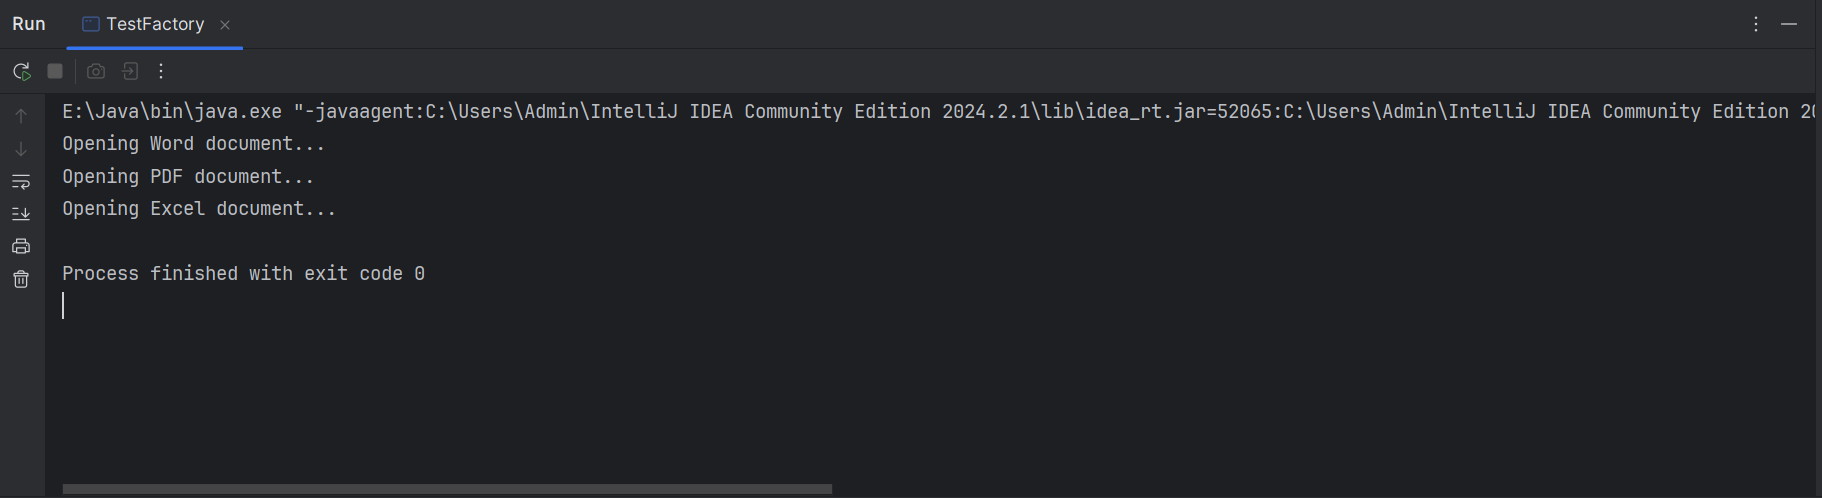 Run TestFactory
E:\Java\bin\java.exe "-javaagent:C:\Users\Admin\IntelliJ IDEA Community Edition 2024.2.1\lib\idea_rt.jar=52065:C:\Users\Admin\IntelliJ IDEA Community Edition 20
Opening Word document...
Opening PDF document...
Opening Excel document...
Process finished with exit code 0